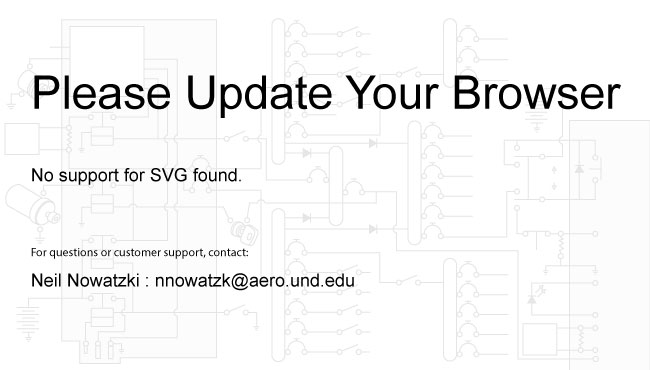 Please Update Your Browser
No support for SVG found.
For questions or customer support, contact:
Neil Nowatzki : nnowatzk@aero.und.edu